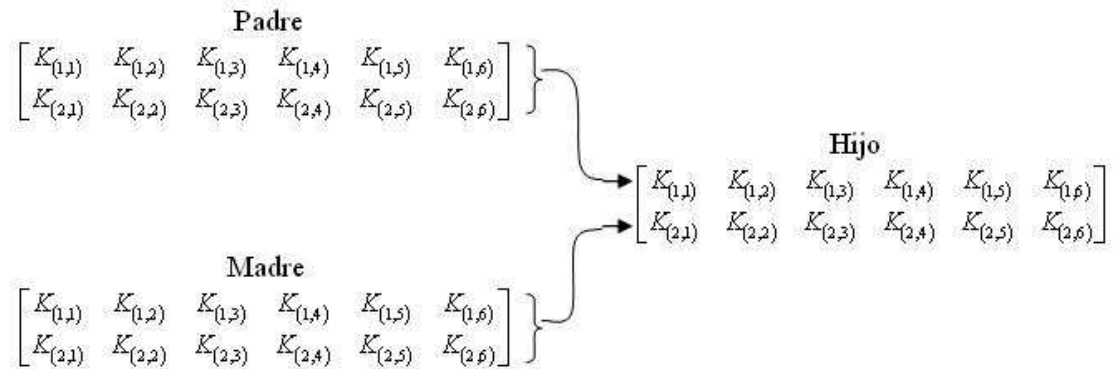 Padre
K(1,1) K(1,2) K(1,3) K(1,4) K(1,5) K(1,6)
K(2,1) K(2,2) K(2,3) K(2,4) K(2,5) K(2,6)
Hijo
K(1,1) K(1,2) K(1,3) K(1,4) K(1,5) K(1,6)
K(2,1) K(2,2) K(2,3) K(2,4) K(2,5) K(2,6)
Madre
K(1,1) K(1,2) K(1,3) K(1,4) K(1,5) K(1,6)
K(2,1) K(2,2) K(2,3) K(2,4) K(2,5) K(2,6)